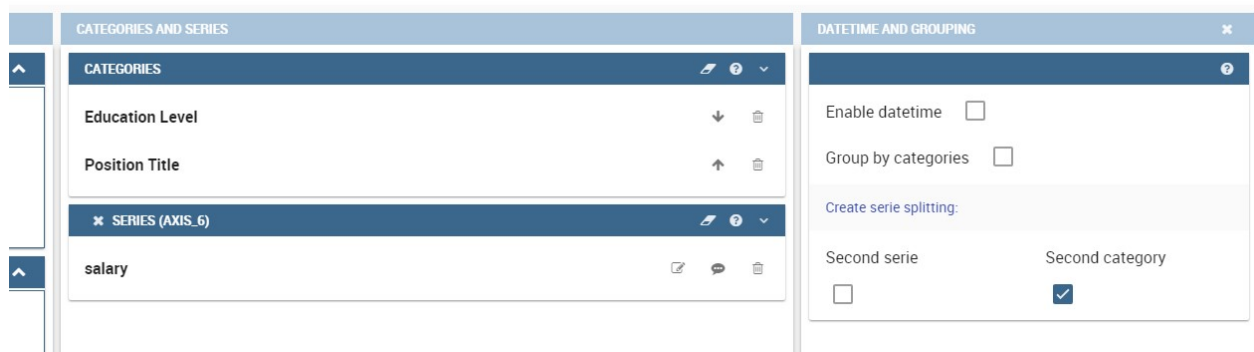 CATEGORIES AND SERIES
CATEGORIES
Education Level
Position Title
SERIES (AXIS_6)
salary
DATETIME AND GROUPING
Enable datetime
Group by categories
Create serie splitting:
Second serie
Second category